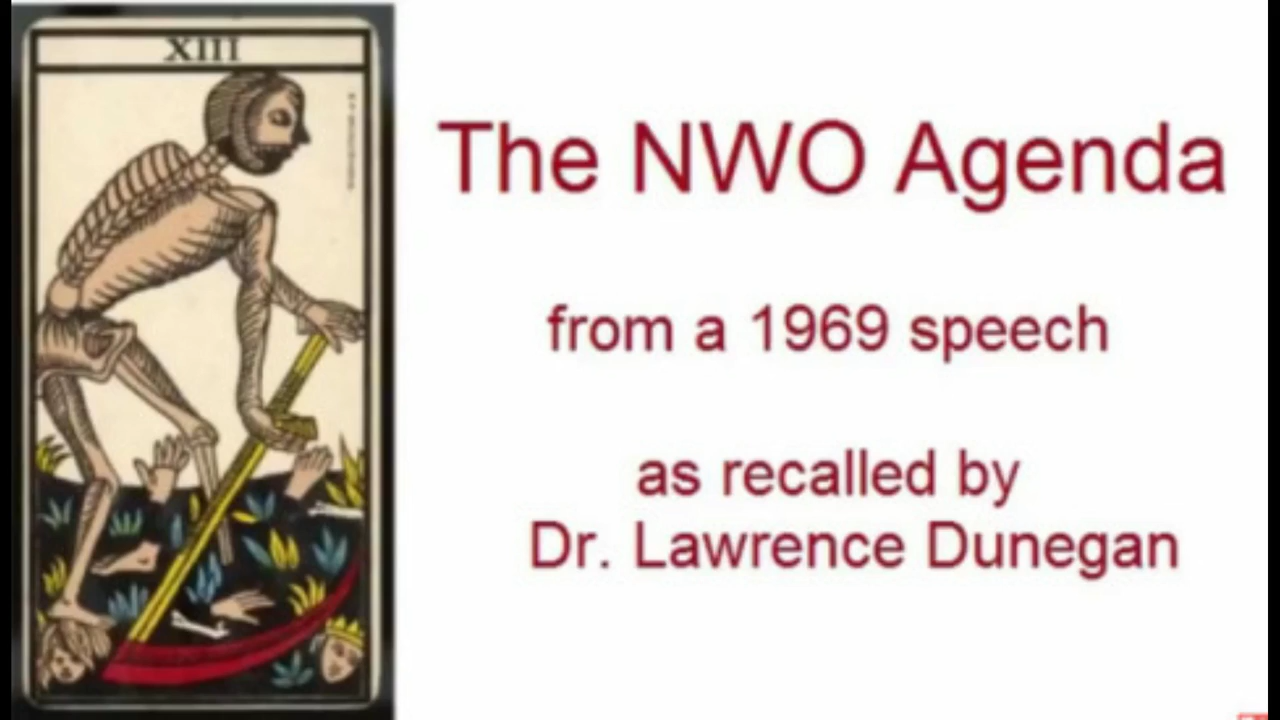 XIII
The NWO Agenda
from a 1969 speech
as recalled by
Dr. Lawrence Dunegan